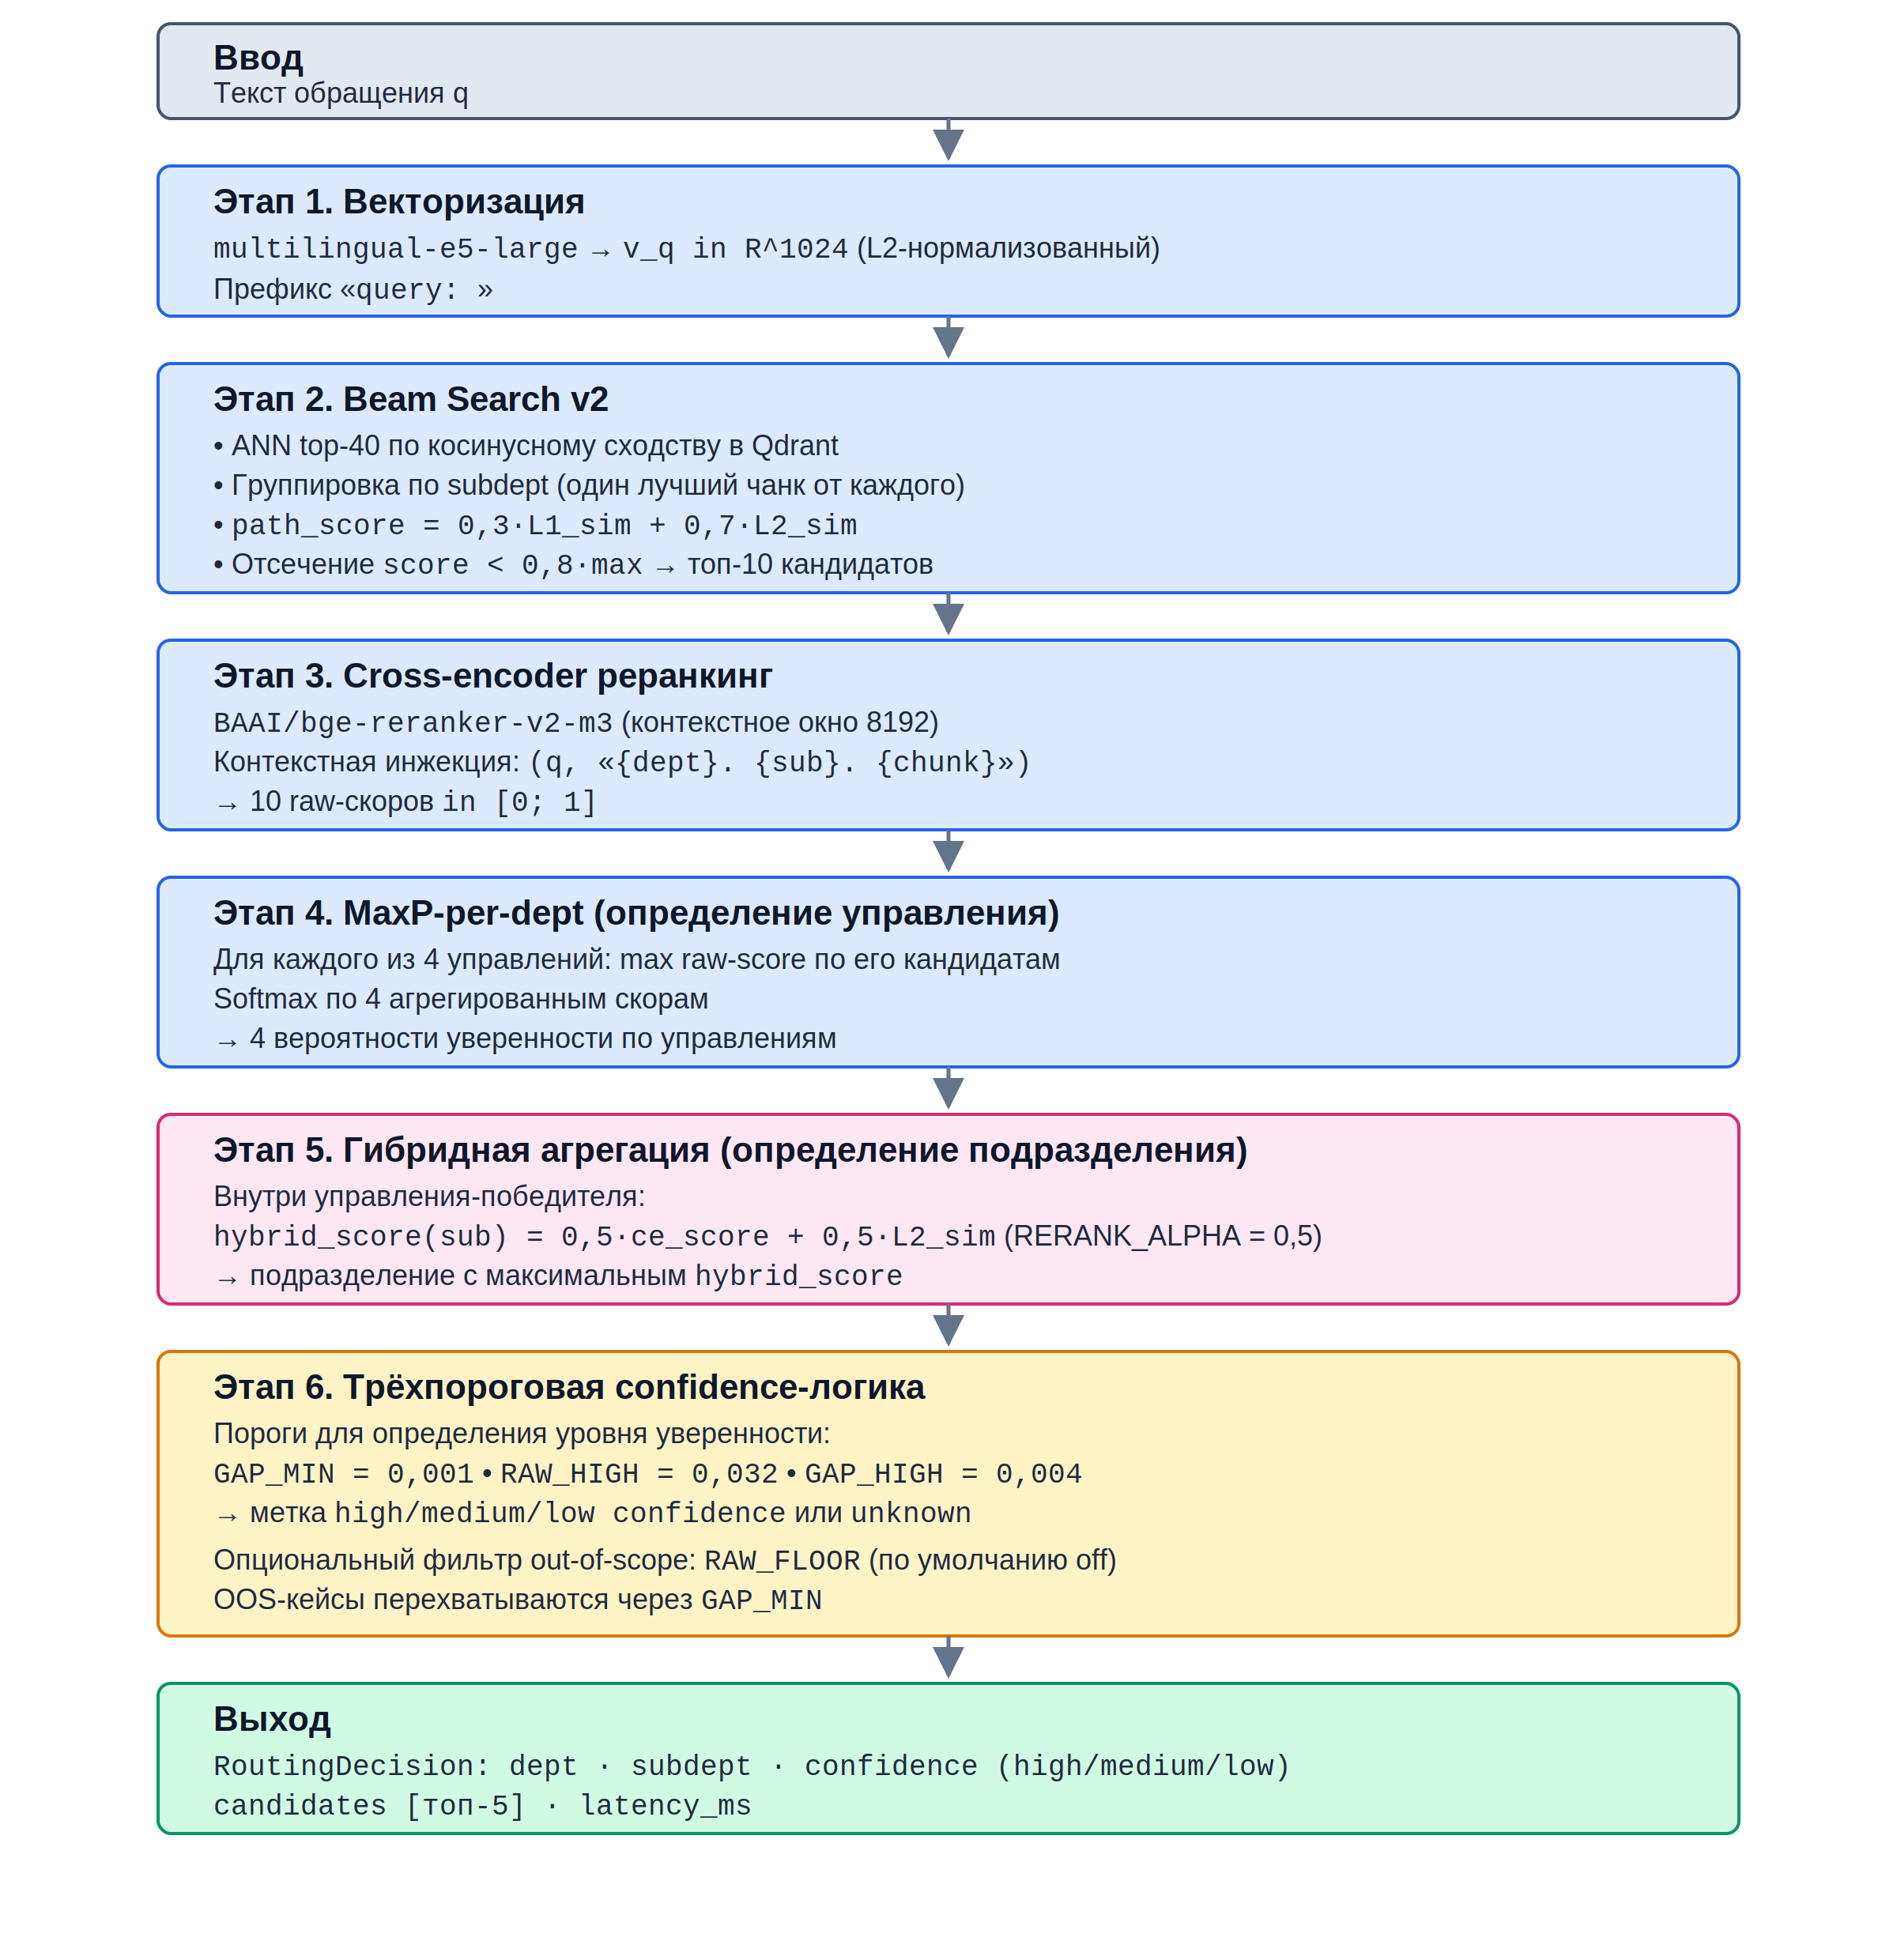 Ввод
Текст обращения q
Этап 1. Векторизация
multilingual-e5-large → v_q in R^1024 (L2-нормализованный)
Префикс «query: »
Этап 2. Beam Search v2
• ANN top-40 по косинусному сходству в Qdrant
• Группировка по subdept (один лучший чанк от каждого)
• path_score = 0,3·L1_sim + 0,7·L2_sim
• Отсечение score < 0,8·max → топ-10 кандидатов
Этап 3. Cross-encoder реранкинг
BAAI/bge-reranker-v2-m3 (контекстное окно 8192)
Контекстная инжекция: (q, «{dept}. {sub}. {chunk}»)
→ 10 raw-скоров in [0; 1]
Этап 4. MaxP-per-dept (определение управления)
Для каждого из 4 управлений: max raw-score по его кандидатам
Softmax по 4 агрегированным скорам
→ 4 вероятности уверенности по управлениям
Этап 5. Гибридная агрегация (определение подразделения)
Внутри управления-победителя:
hybrid_score(sub) = 0,5·ce_score + 0,5·L2_sim (RERANK_ALPHA = 0,5)
→ подразделение с максимальным hybrid_score
Этап 6. Трёхпороговая confidence-логика
Пороги для определения уровня уверенности:
GAP_MIN = 0,001 • RAW_HIGH = 0,032 • GAP_HIGH = 0,004
→ метка high/medium/low confidence или unknown
Опциональный фильтр out-of-scope: RAW_FLOOR (по умолчанию off)
OOS-кейсы перехватываются через GAP_MIN
Выход
RoutingDecision: dept · subdept · confidence (high/medium/low)
candidates [топ-5] · latency_ms